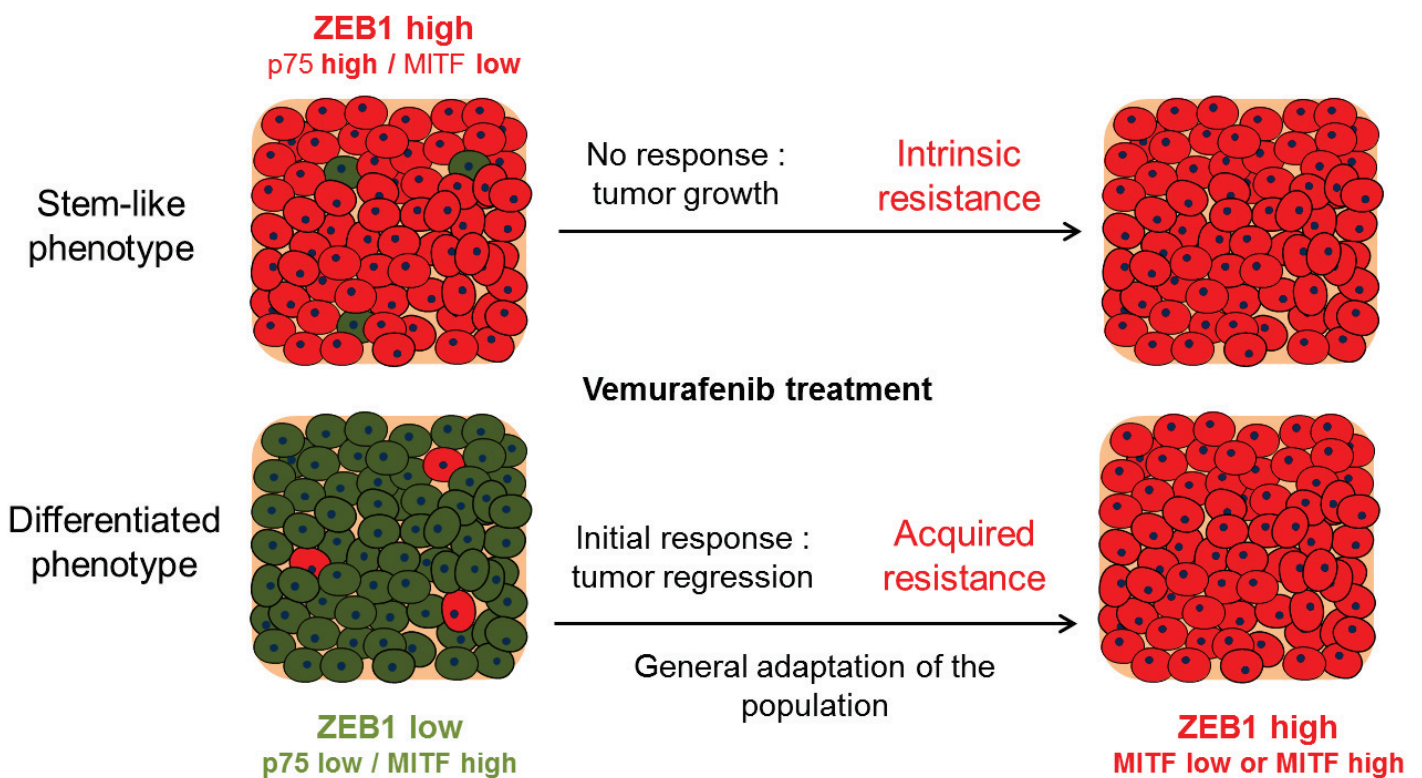 ZEB1 high
p75 high / MITF low
Stem-like
phenotype
No response :
tumor growth
Intrinsic
resistance
Vemurafenib treatment
Differentiated
phenotype
Initial response :
tumor regression
Acquired
resistance
General adaptation of the
population
ZEB1 low
p75 low / MITF high
ZEB1 high
MITF low or MITF high